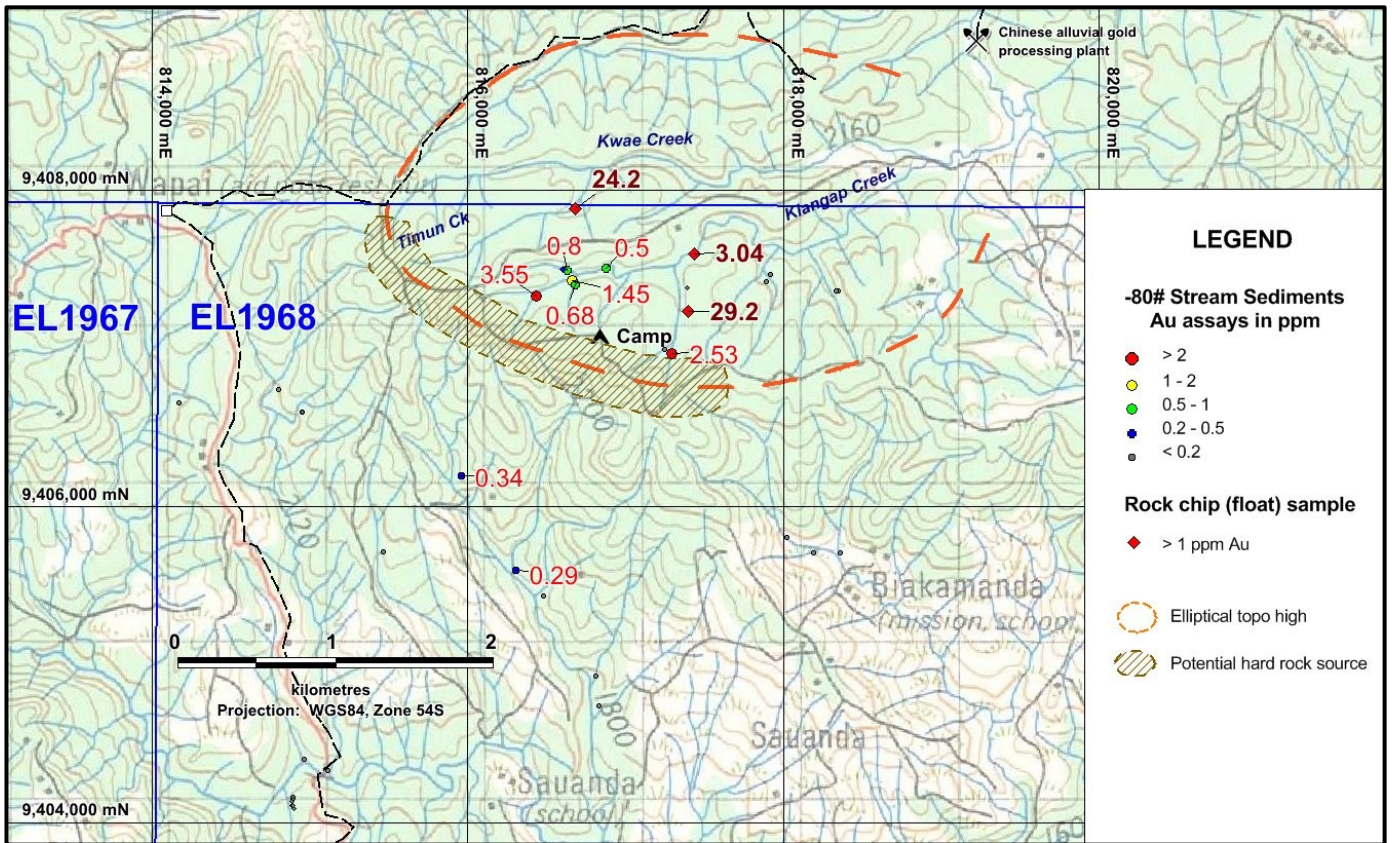 Chinese alluvial gold
processing plant
814,000 mE
816,000 mE
818,000 mE
820,000 mE
2160
Kwae Creek
9,408,000 mN
Wapai
24.2
Klangap Creek
Timun Ck
0.8
0.5
3.04
3.55
1.45
EL1967
EL1968
0.68
29.2
Camp
2.53
0.34
9,406,000 mN
0.29
Biakamanda
(mission, school,
0 1 2
kilometres
Projection: WGS84, Zone 54S
1800
Sauanda
Sauanda
(school)
9,404,000 mN
LEGEND
-80# Stream Sediments
Au assays in ppm
> 2
1 - 2
0.5 - 1
0.2 - 0.5
< 0.2
Rock chip (float) sample
> 1 ppm Au
Elliptical topo high
Potential hard rock source